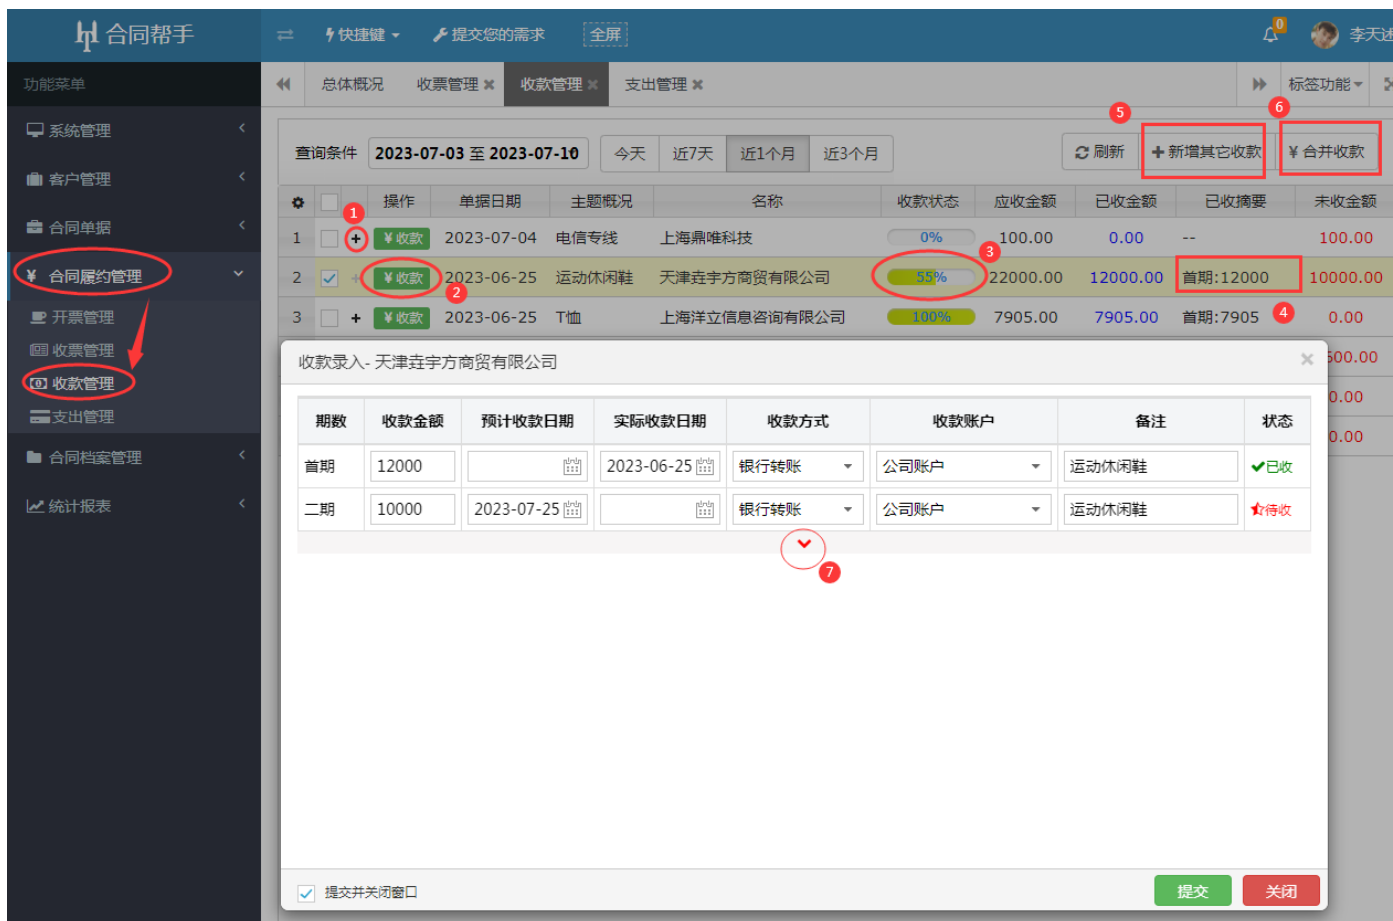 合同帮手
快捷键
提交您的需求
全屏
0
李天述
功能菜单
总体概况
收票管理
收款管理
支出管理
标签功能
系统管理
客户管理
合同单据
¥ 合同履约管理
开票管理
收票管理
收款管理
支出管理
合同档案管理
统计报表
5
6
查询条件 2023-07-03 至 2023-07-10 今天 近7天 近1个月 近3个月 刷新 +新增其它收款 ¥ 合并收款
操作 单据日期 主题概况 名称 收款状态 应收金额 已收金额 已收摘要 未收金额
1
1 + ¥收款 2023-07-04 电信专线 上海鼎唯科技 0% 100.00 0.00 -- 100.00
3
2 + ¥收款 2023-06-25 运动休闲鞋 天津垚宇方商贸有限公司 55% 22000.00 12000.00 首期:12000 10000.00
2
3 + ¥收款 2023-06-25 T恤 上海洋立信息咨询有限公司 100% 7905.00 7905.00 首期:7905 0.00
4
收款录入- 天津垚宇方商贸有限公司 ×
500.00
0.00
0.00
期数 收款金额 预计收款日期 实际收款日期 收款方式 收款账户 备注 状态
首期 12000 2023-06-25 银行转账 公司账户 运动休闲鞋 已收
二期 10000 2023-07-25 银行转账 公司账户 运动休闲鞋 待收
7
提交并关闭窗口 提交 关闭